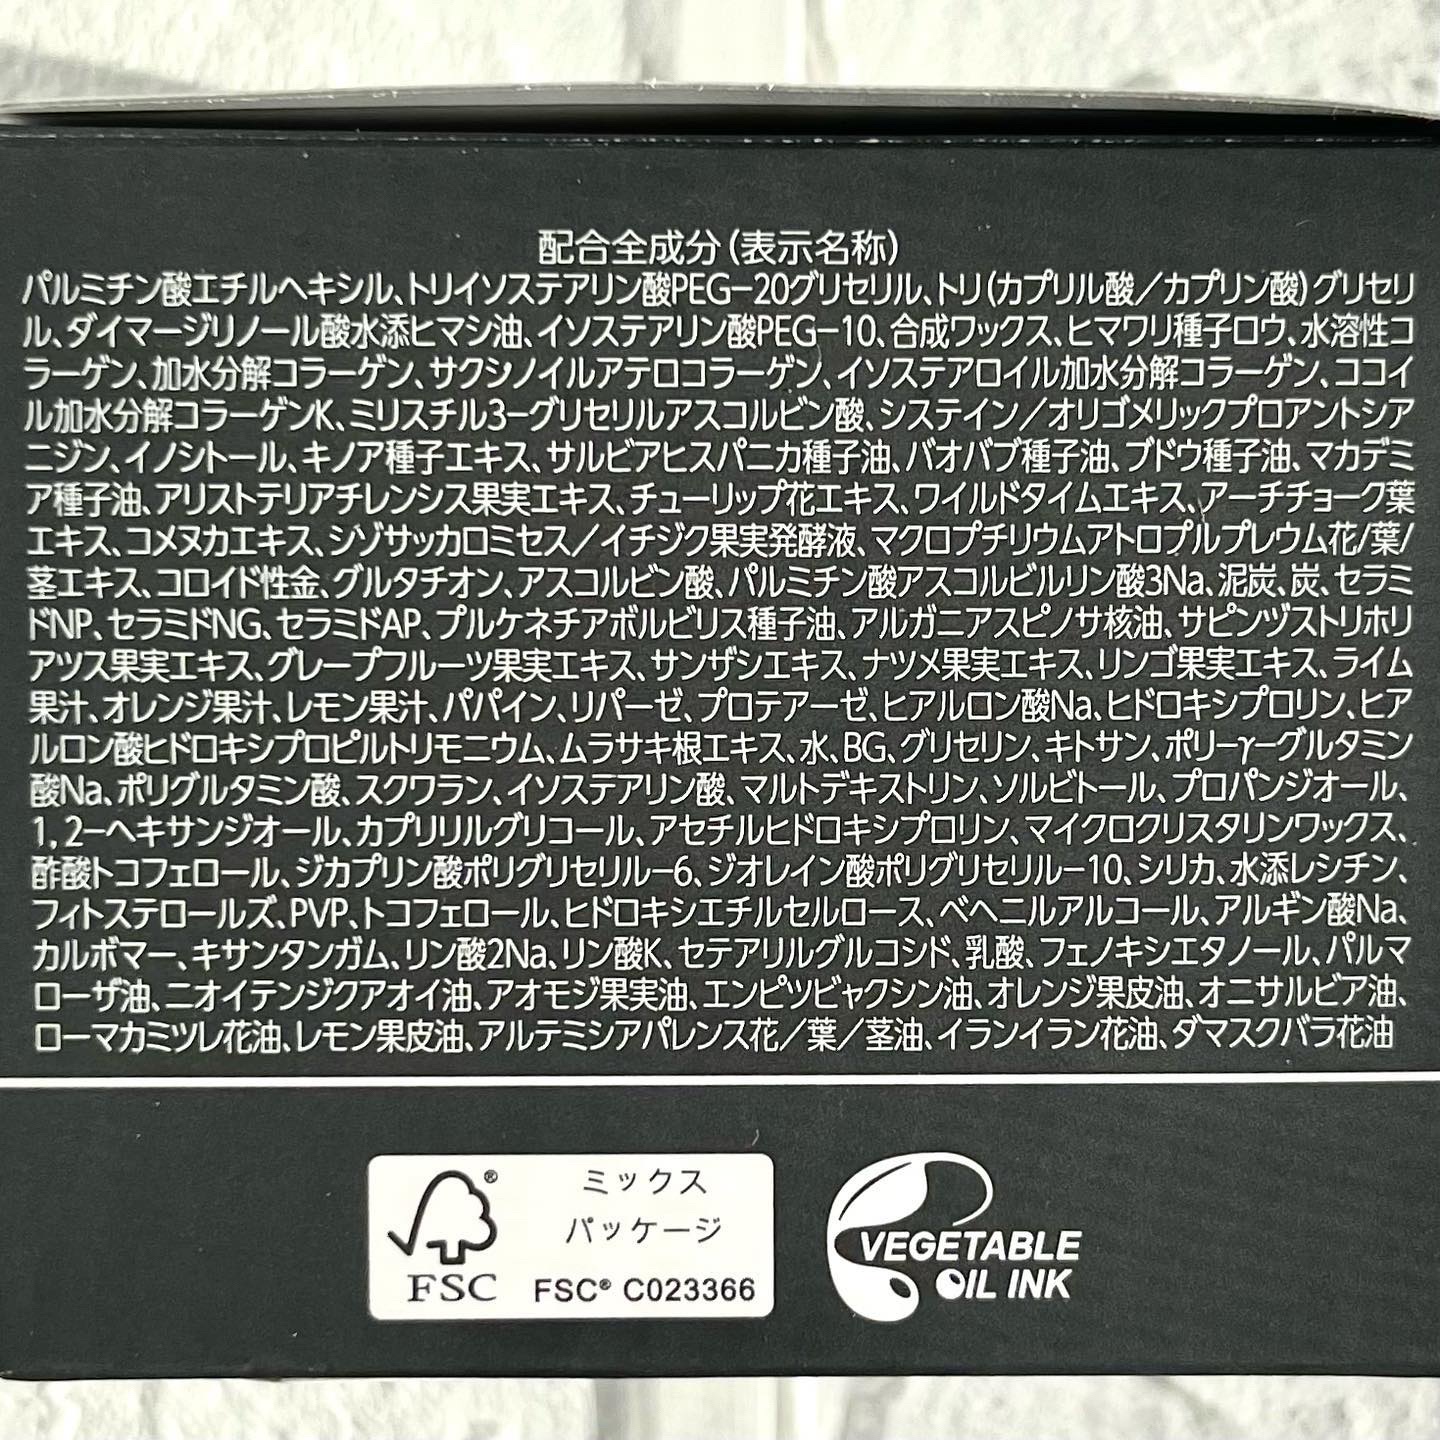 配合全成分(表示名称)
パルミチン酸エチルヘキシル、トリイソステアリン酸PEG-20グリセリル、トリ(カプリル酸／カプリン酸)グリセリ
ル、ダイマージリノール酸水添ヒマシ油、イソステアリン酸PEG-10、合成ワックス、ヒマワリ種子ロウ、水溶性コ
ラーゲン、加水分解コラーゲン、サクシノイルアテロコラーゲン、イソステアロイル加水分解コラーゲン、ココイ
ル加水分解コラーゲンK、ミリスチル3-グリセリルアスコルビン酸、システイン／オリゴメリックプロアントシア
ニジン、イノシトール、キノア種子エキス、サルビアヒスパニカ種子油、バオバブ種子油、ブドウ種子油、マカデミ
ア種子油、アリストテリアチレンシス果実エキス、チューリップ花エキス、ワイルドタイムエキス、アーチチョーク葉
エキス、コメヌカエキス、シゾサッカロミセス／イチジク果実発酵液、マクロプチリウムアトロプルプレウム花/葉/
茎エキス、コロイド性金、グルタチオン、アスコルビン酸、パルミチン酸アスコルビルリン酸3Na、泥炭、炭、セラミ
ドNP、セラミドNG、セラミドAP、プルケネチアボルビリス種子油、アルガニアスピノサ核油、サピンヅストリホリ
アツス果実エキス、グレープフルーツ果実エキス、サンザシエキス、ナツメ果実エキス、リンゴ果実エキス、ライム
果汁、オレンジ果汁、レモン果汁、パパイン、リパーゼ、プロテアーゼ、ヒアルロン酸Na、ヒドロキシプロリン、ヒア
ルロン酸ヒドロキシプロピルトリモニウム、ムラサキ根エキス、水、BG、グリセリン、キトサン、ポリ-γ-グルタミン
酸Na、ポリグルタミン酸、スクワラン、イソステアリン酸、マルトデキストリン、ソルビトール、プロパンジオール、
1,2-ヘキサンジオール、カプリリルグリコール、アセチルヒドロキシプロリン、マイクロクリスタリンワックス、
酢酸トコフェロール、ジカプリン酸ポリグリセリル-6、ジオレイン酸ポリグリセリル-10、シリカ、水添レシチン、
フィトステロールズ、PVP、トコフェロール、ヒドロキシエチルセルロース、ベヘニルアルコール、アルギン酸Na、
カルボマー、キサンタンガム、リン酸2Na、リン酸K、セテアリルグルコシド、乳酸、フェノキシエタノール、パルマ
ローザ油、ニオイテンジクアオイ油、アオモジ果実油、エンピツビャクシン油、オレンジ果皮油、オニサルビア油、
ローマカミツレ花油、レモン果皮油、アルテミシアパレンス花／葉／茎油、イランイラン花油、ダマスクバラ花油
ミックス
パッケージ
FSC® C023366
®
FSC
VEGETABLE
OIL INK